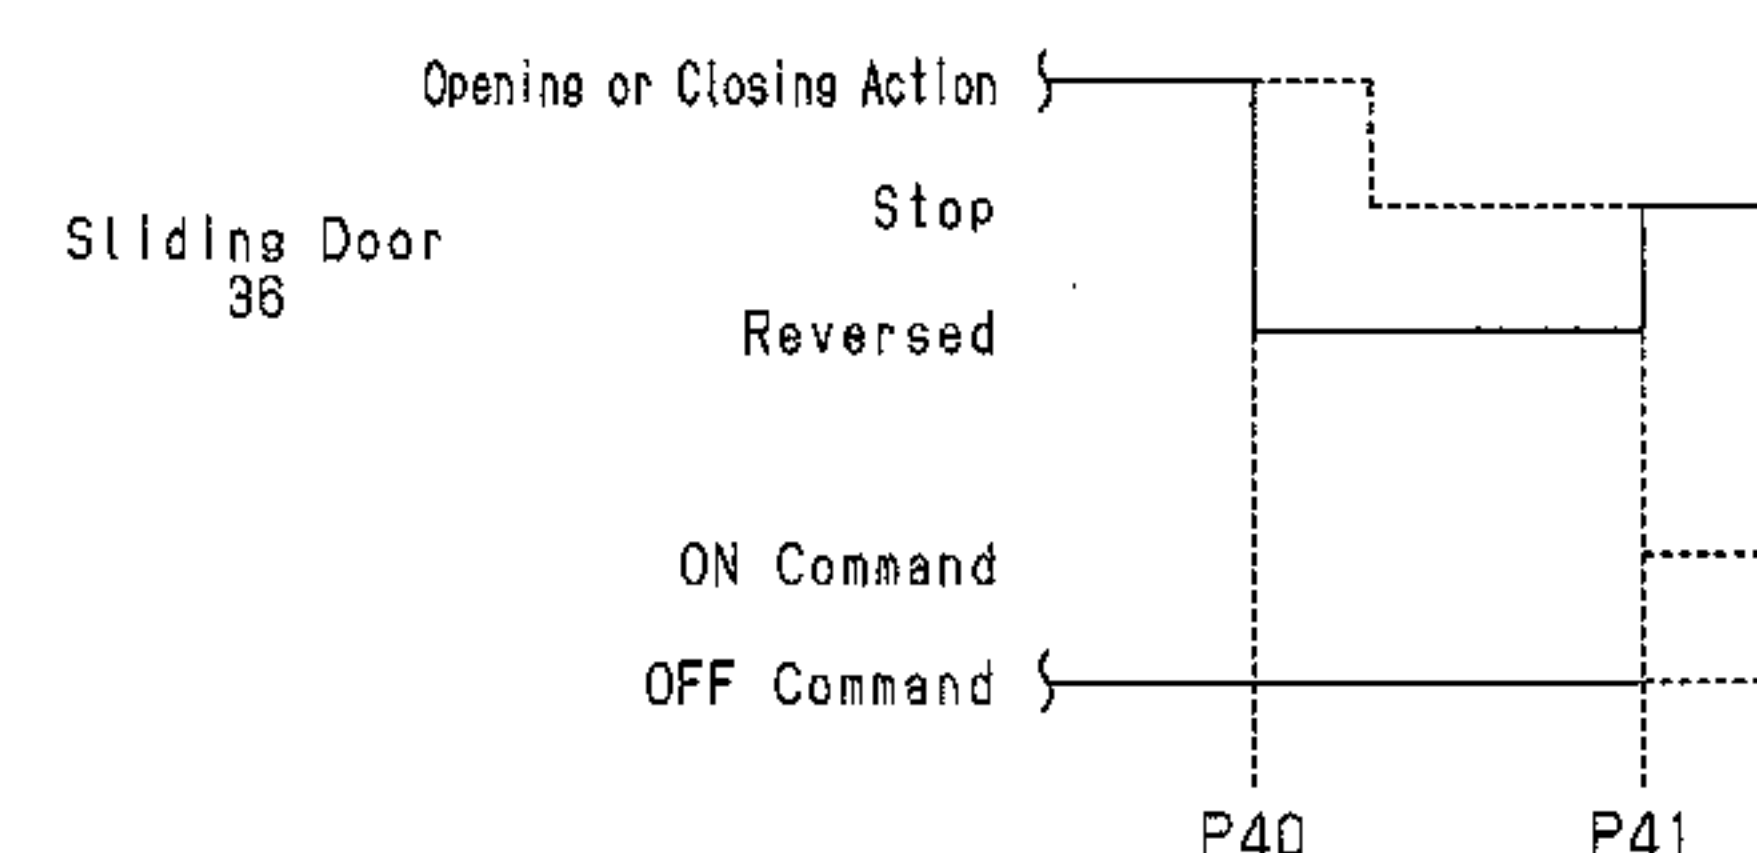 Opening or Closing Action
Stop
Sliding Door
36
Reversed
ON Command
OFF Command
P40 P41